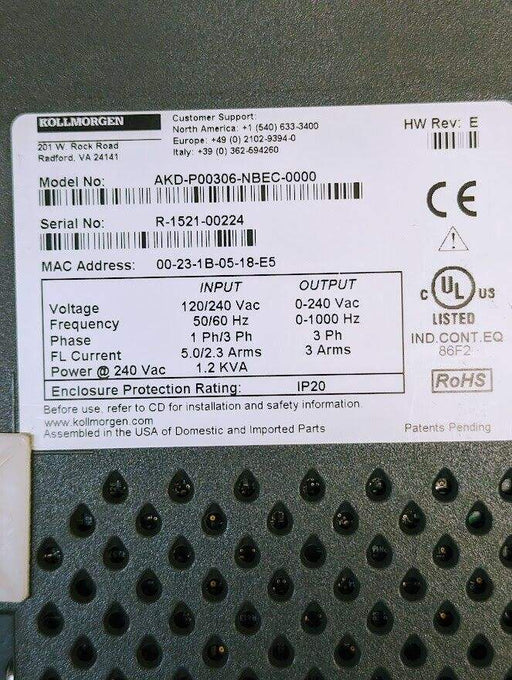 KOLLMORGEN
201 W. Rock Road
Radford, VA 24141
Customer Support:
North America: +1 (540) 633-3400
Europe: +49 (0) 2102-9394-0
Italy: +39 (0) 362-594260
HW Rev: E
Model No: AKD-P00306-NBEC-0000
Serial No: R-1521-00224
MAC Address: 00-23-1B-05-18-E5
CE
INPUT OUTPUT
Voltage 120/240 Vac 0-240 Vac
Frequency 50/60 Hz 0-1000 Hz
Phase 1 Ph/3 Ph 3 Ph
FL Current 5.0/2.3 Arms 3 Arms
Power @ 240 Vac 1.2 KVA
Enclosure Protection Rating: IP20
C UL US
LISTED
IND.CONT.EQ
86F2
RoHS
Before use, refer to CD for installation and safety information.
www.kollmorgen.com
Assembled in the USA of Domestic and Imported Parts
Patents Pending